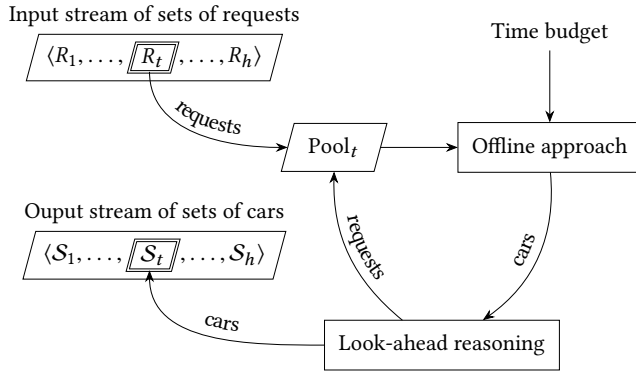 Input stream of sets of requests
⟨R₁, . . . , Rₜ , . . . , Rₕ⟩
Time budget
requests
Poolₜ
Offline approach
Ouput stream of sets of cars
⟨𝒮₁, . . . , 𝒮ₜ , . . . , 𝒮ₕ⟩
requests
cars
cars
Look-ahead reasoning